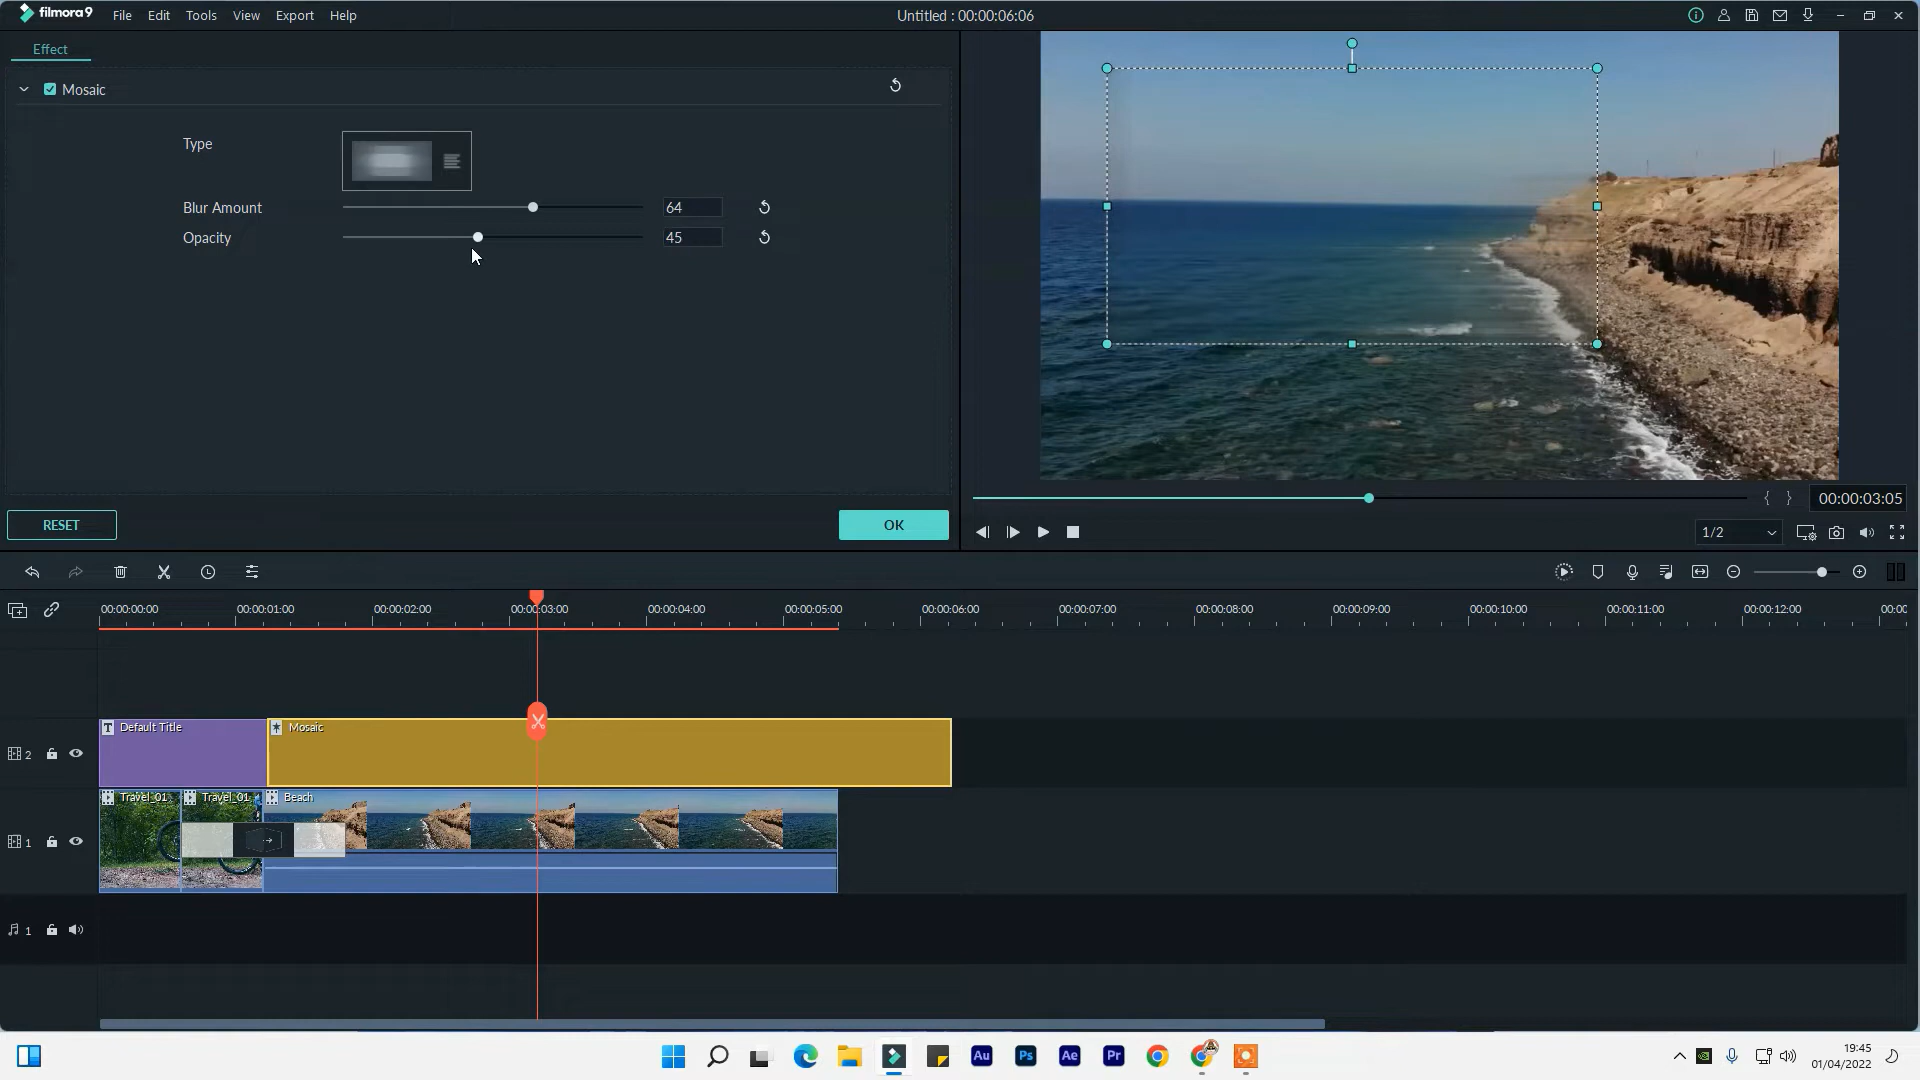 filmora9 File Edit Tools View Export Help Untitled : 00:00:06:06
Effect
Mosaic
Type
Blur Amount 64
Opacity 45
RESET OK
00:00:03:05
1/2
00:00:00:00 00:00:01:00 00:00:02:00 00:00:03:00 00:00:04:00 00:00:05:00 00:00:06:00 00:00:07:00 00:00:08:00 00:00:09:00 00:00:10:00 00:00:11:00 00:00:12:00 00:00
T Default Title Mosaic
2
Travel_01 Travel_01 Beach
1
1
Au Ps Ae Pr
19:45
01/04/2022